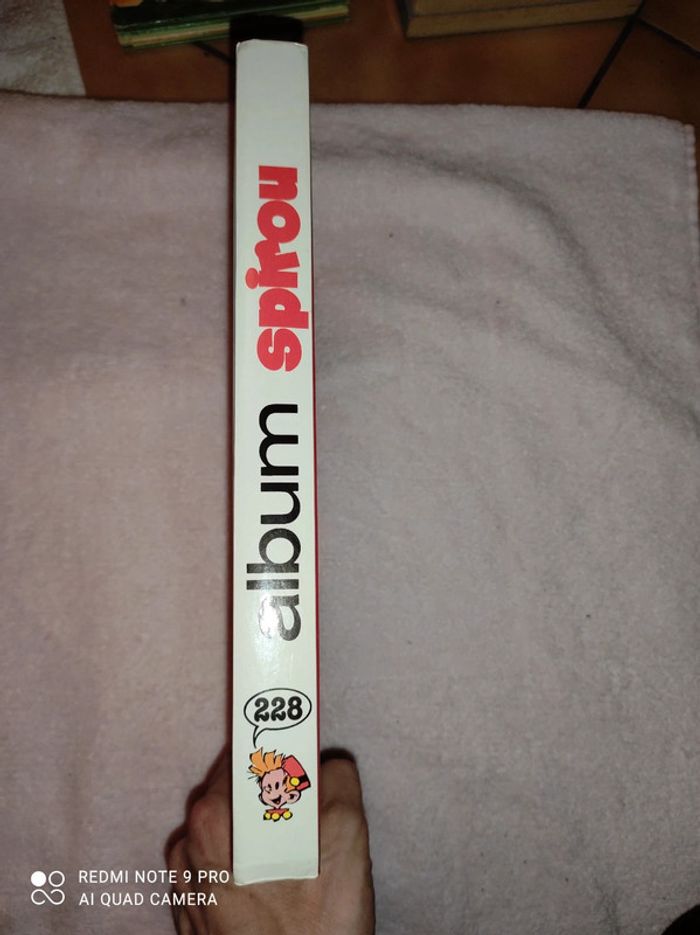 album spirou
228
REDMI NOTE 9 PRO
AI QUAD CAMERA